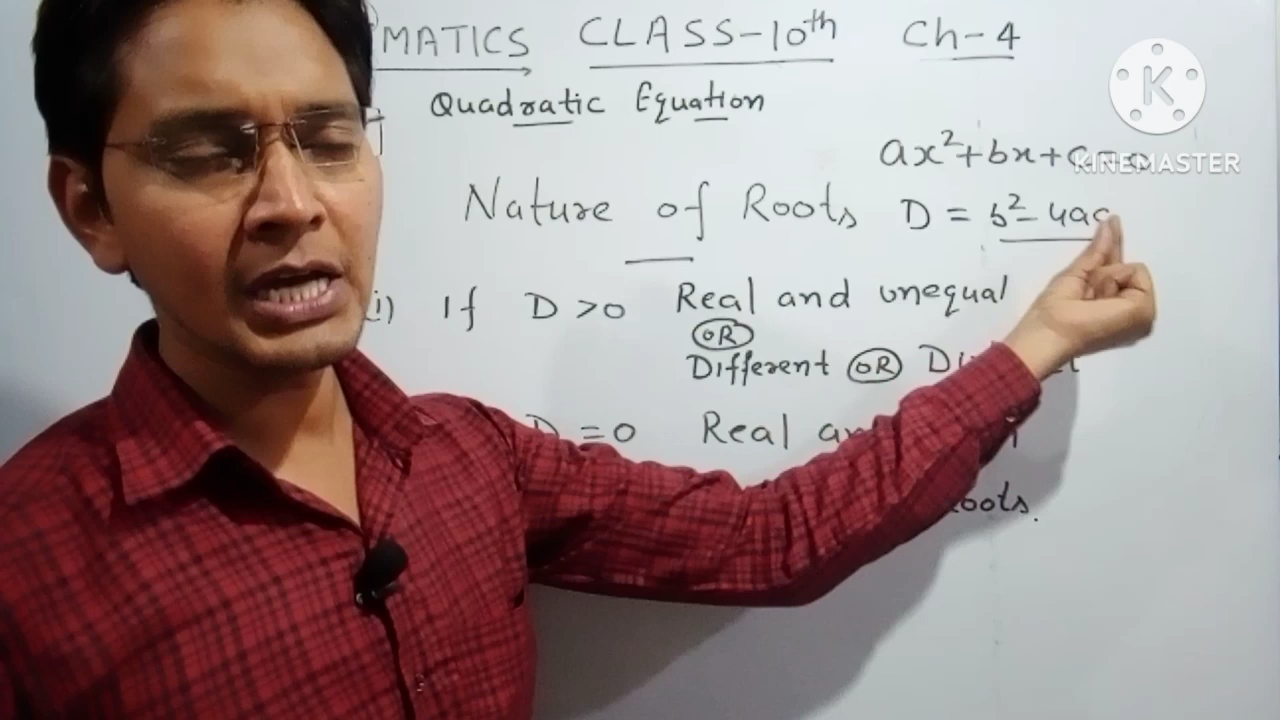 MATICS CLASS-10th Ch-4
Quadratic Equation
ax²+bx+c=0
KINEMASTER
Nature of Roots D = b²-4ac
(i) If D>0 Real and unequal
OR
Different OR
D=0 Real
Roots.